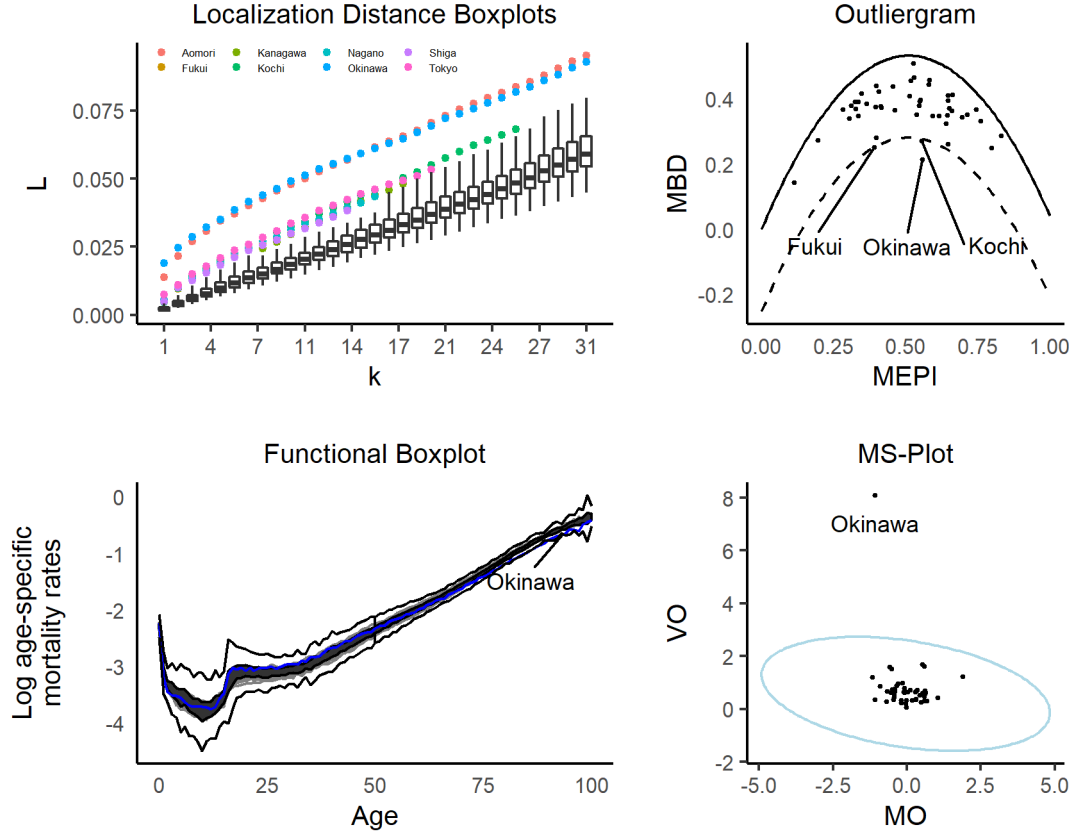 Localization Distance Boxplots
Aomori Kanagawa Nagano Shiga
Fukui Kochi Okinawa Tokyo
L
0.075
0.050
0.025
0.000
1 4 7 11 14 17 21 24 27 31
k
Outliergram
MBD
0.4
0.2
0.0
-0.2
Fukui Okinawa Kochi
0.00 0.25 0.50 0.75 1.00
MEPI
Functional Boxplot
Log age-specific
mortality rates
0
-1
-2
-3
-4
Okinawa
0 25 50 75 100
Age
MS-Plot
VO
8
6
4
2
0
-2
Okinawa
-5.0 -2.5 0.0 2.5 5.0
MO